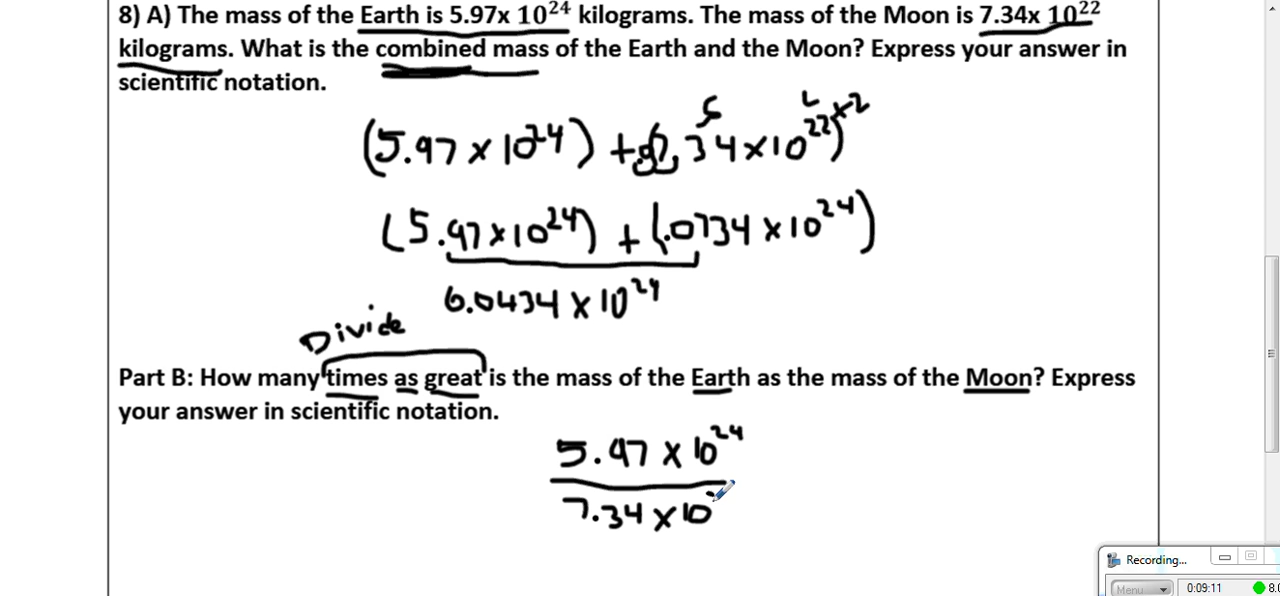 8) A) The mass of the Earth is 5.97x 10²⁴ kilograms. The mass of the Moon is 7.34x 10²²
kilograms. What is the combined mass of the Earth and the Moon? Express your answer in
scientific notation.
(5.97 × 10²⁴) + 7.34 × 10²²) +2
(5.97 × 10²⁴) + (.0734 × 10²⁴)
6.0434 × 10²⁴
Divide
Part B: How many times as great is the mass of the Earth as the mass of the Moon? Express
your answer in scientific notation.
5.97 × 10²⁴
7.34 × 10
Recording...
Menu 0:09:11 8.0